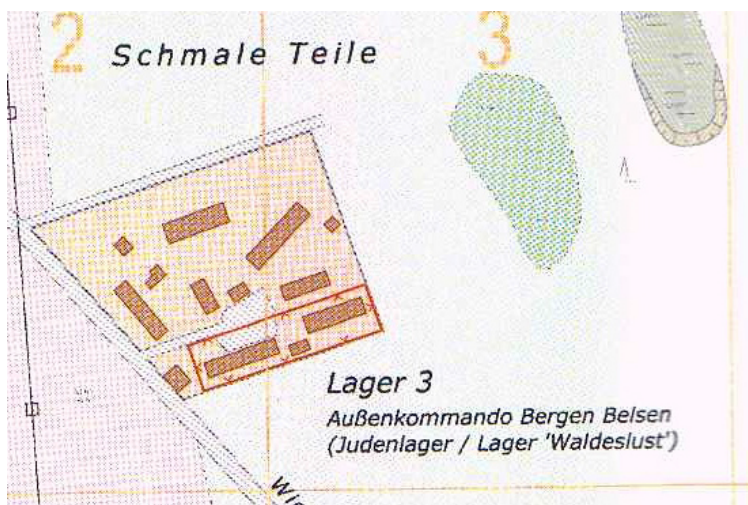 2 Schmale Teile 3
Lager 3
Außenkommando Bergen Belsen
(Judenlager / Lager 'Waldeslust')